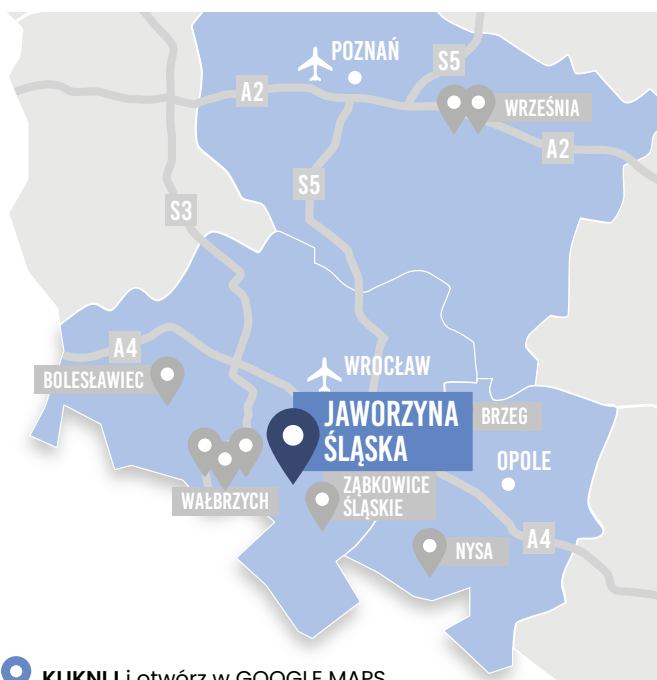 POZNAŃ
S5
A2
WRZEŚNIA
A2
S5
S3
A4
WROCŁAW
BOLESŁAWIEC
JAWORZYNA
ŚLĄSKA
BRZEG
OPOLE
ZĄBKOWICE
ŚLĄSKIE
WAŁBRZYCH
A4
NYSA
KLIKNIJ i otwórz w GOOGLE MAPS